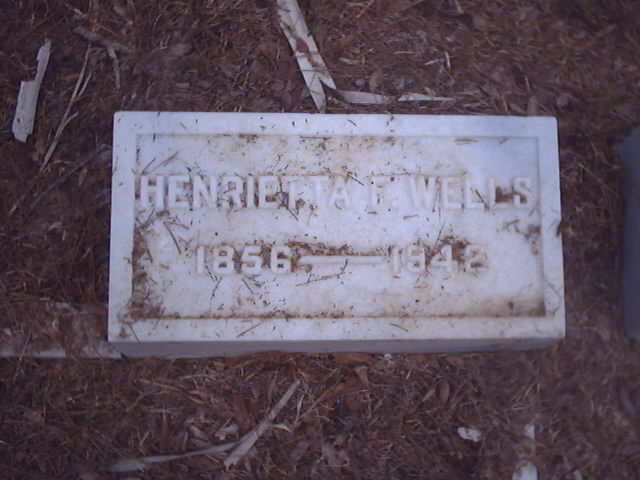 HENRIETTA F. WELLS
1856 — 1942